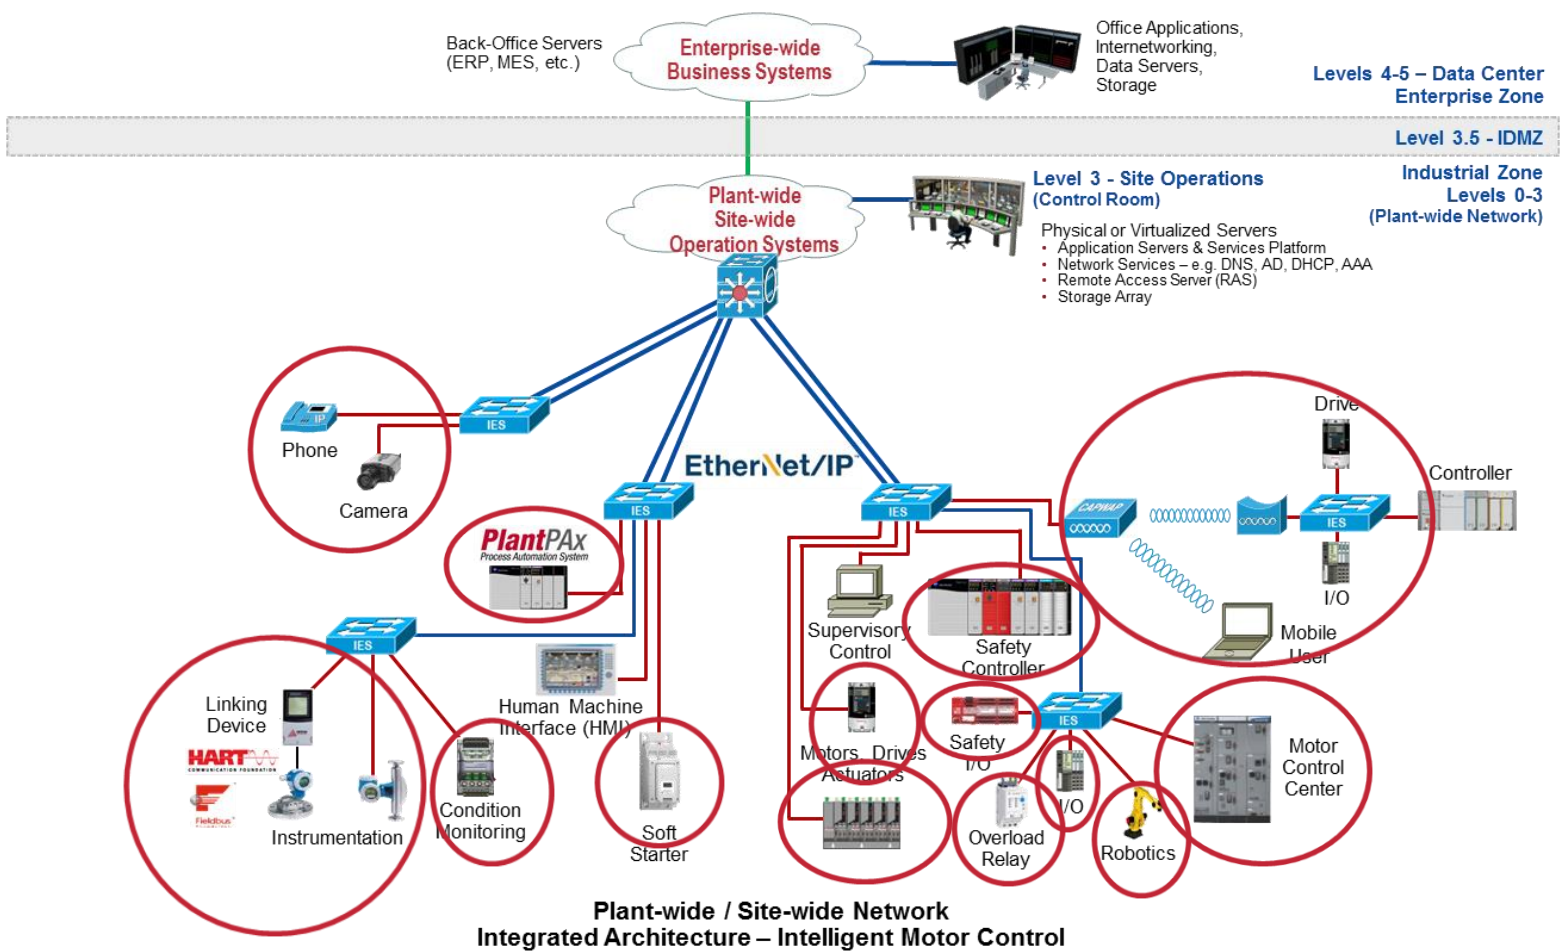 Back-Office Servers
(ERP, MES, etc.)
Enterprise-wide
Business Systems
Office Applications,
Internetworking,
Data Servers,
Storage
Levels 4-5 – Data Center
Enterprise Zone
Level 3.5 - IDMZ
Plant-wide
Site-wide
Operation Systems
Level 3 - Site Operations
(Control Room)
Industrial Zone
Levels 0-3
(Plant-wide Network)
Physical or Virtualized Servers
• Application Servers & Services Platform
• Network Services – e.g. DNS, AD, DHCP, AAA
• Remote Access Server (RAS)
• Storage Array
IP
Phone
Camera
IES
EtherNet/IP
IES
IES
CAPWAP
Drive
IES
Controller
I/O
Mobile
User
PlantPAx
Process Automation System
IES
Linking
Device
HART
COMMUNICATION FOUNDATION
Fieldbus
Instrumentation
Condition
Monitoring
Human Machine
Interface (HMI)
Soft
Starter
Supervisory
Control
Safety
Controller
Motors, Drives
Actuators
Safety
I/O
IES
I/O
Overload
Relay
Robotics
Motor
Control
Center
Plant-wide / Site-wide Network
Integrated Architecture – Intelligent Motor Control